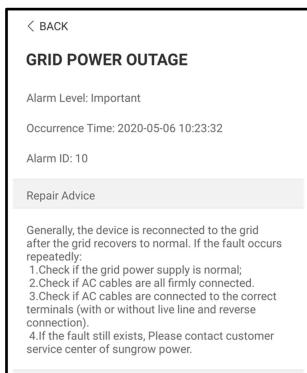 < BACK
GRID POWER OUTAGE
Alarm Level: Important
Occurrence Time: 2020-05-06 10:23:32
Alarm ID: 10
Repair Advice
Generally, the device is reconnected to the grid
after the grid recovers to normal. If the fault occurs
repeatedly:
1.Check if the grid power supply is normal;
2.Check if AC cables are all firmly connected.
3.Check if AC cables are connected to the correct
terminals (with or without live line and reverse
connection).
4.If the fault still exists, Please contact customer
service center of sungrow power.